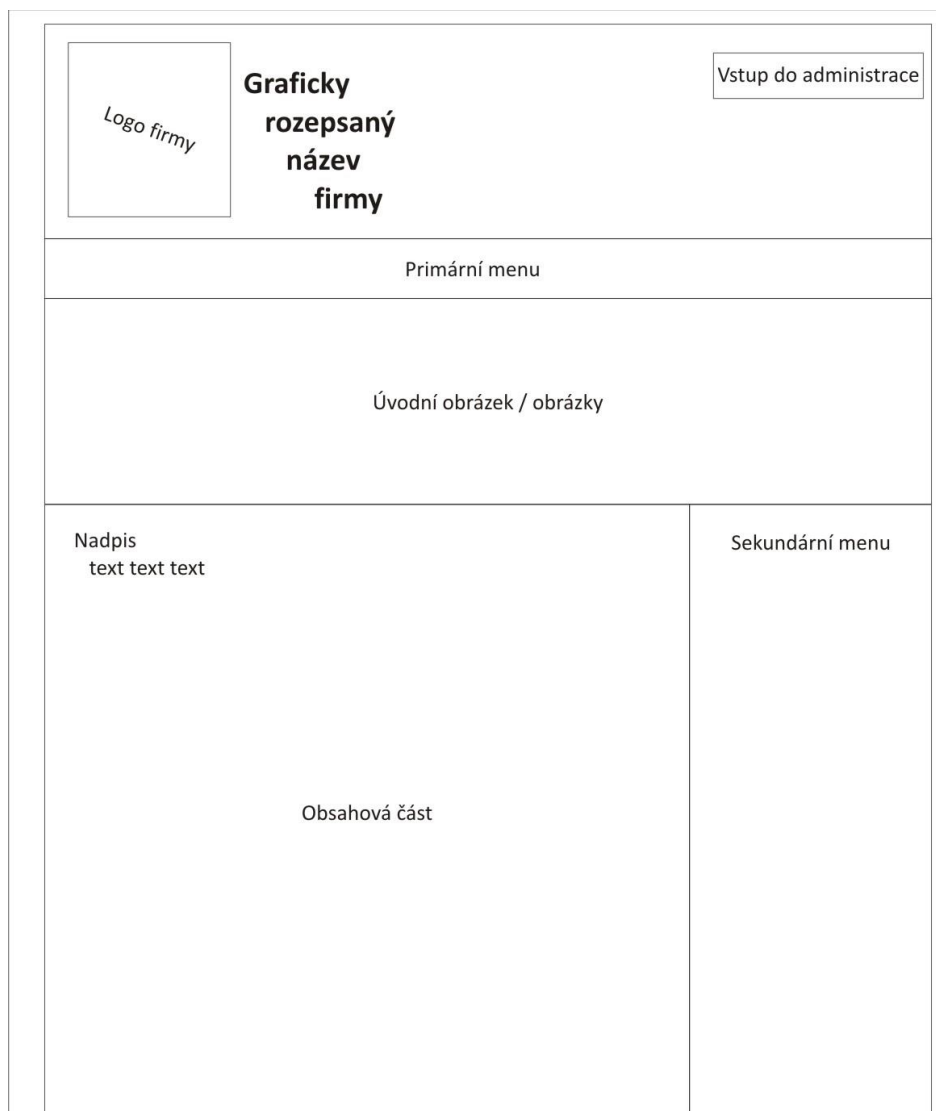 Logo firmy
Graficky
rozepsaný
název
firmy
Vstup do administrace
Primární menu
Úvodní obrázek / obrázky
Nadpis
text text text
Obsahová část
Sekundární menu